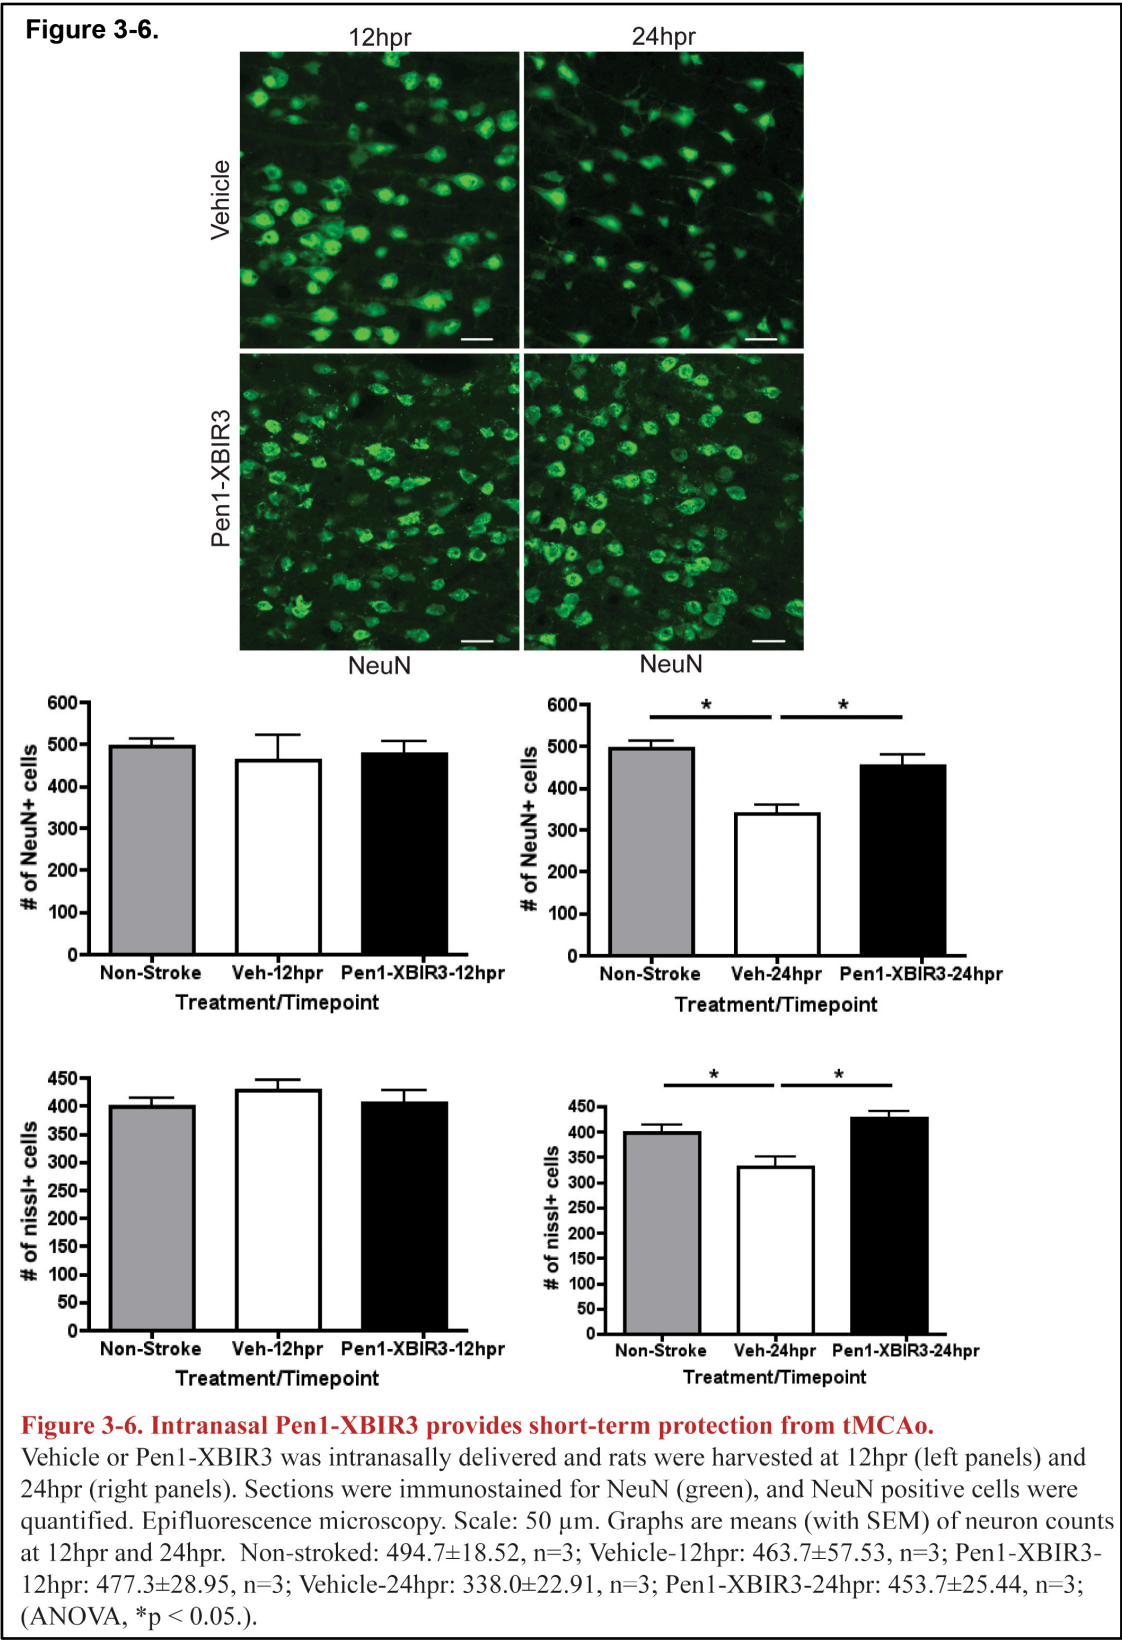 Figure 3-6.
12hpr
24hpr
Vehicle
Pen1-XBIR3
NeuN
NeuN
600
500
400
300
200
100
0
# of NeuN+ cells
Non-Stroke
Veh-12hpr
Pen1-XBIR3-12hpr
Treatment/Timepoint
*
*
600
500
400
300
200
100
0
# of NeuN+ cells
Non-Stroke
Veh-24hpr
Pen1-XBIR3-24hpr
Treatment/Timepoint
450
400
350
300
250
200
150
100
50
0
# of nissl+ cells
Non-Stroke
Veh-12hpr
Pen1-XBIR3-12hpr
Treatment/Timepoint
*
*
450
400
350
300
250
200
150
100
50
0
# of nissl+ cells
Non-Stroke
Veh-24hpr
Pen1-XBIR3-24hpr
Treatment/Timepoint
Figure 3-6. Intranasal Pen1-XBIR3 provides short-term protection from tMCAo.
Vehicle or Pen1-XBIR3 was intranasally delivered and rats were harvested at 12hpr (left panels) and
24hpr (right panels). Sections were immunostained for NeuN (green), and NeuN positive cells were
quantified. Epifluorescence microscopy. Scale: 50 µm. Graphs are means (with SEM) of neuron counts
at 12hpr and 24hpr. Non-stroked: 494.7±18.52, n=3; Vehicle-12hpr: 463.7±57.53, n=3; Pen1-XBIR3-
12hpr: 477.3±28.95, n=3; Vehicle-24hpr: 338.0±22.91, n=3; Pen1-XBIR3-24hpr: 453.7±25.44, n=3;
(ANOVA, *p < 0.05.).